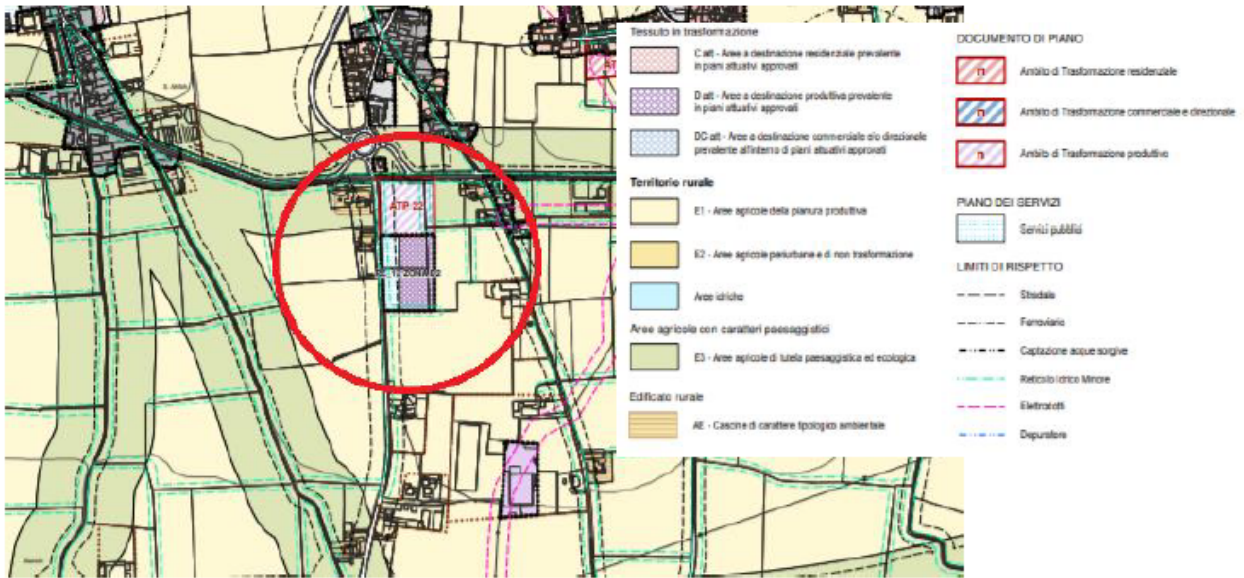 S. Anna
ATP 22
Tessuto in trasformazione
C att - Aree a destinazione residenziale prevalente
in piani attuativi approvati
D att - Aree a destinazione produttiva prevalente
in piani attuativi approvati
DC att - Aree a destinazione commerciale e/o direzionale
prevalente all'interno di piani attuativi approvati
Territorio rurale
E1 - Aree agricole della pianura produttiva
E2 - Aree agricole periurbane e di non trasformazione
Aree idriche
Aree agricole con caratteri paesaggistici
E3 - Aree agricole di tutela paesaggistica ed ecologica
Edificato rurale
AE - Cascine di carattere tipologico ambientale
DOCUMENTO DI PIANO
n Ambito di Trasformazione residenziale
n Ambito di Trasformazione commerciale e direzionale
n Ambito di Trasformazione produttivo
PIANO DEI SERVIZI
Servizi pubblici
LIMITI DI RISPETTO
Stradale
Ferroviario
Captazione acque sorgive
Reticolo Idrico Minore
Elettrodotti
Depuratore